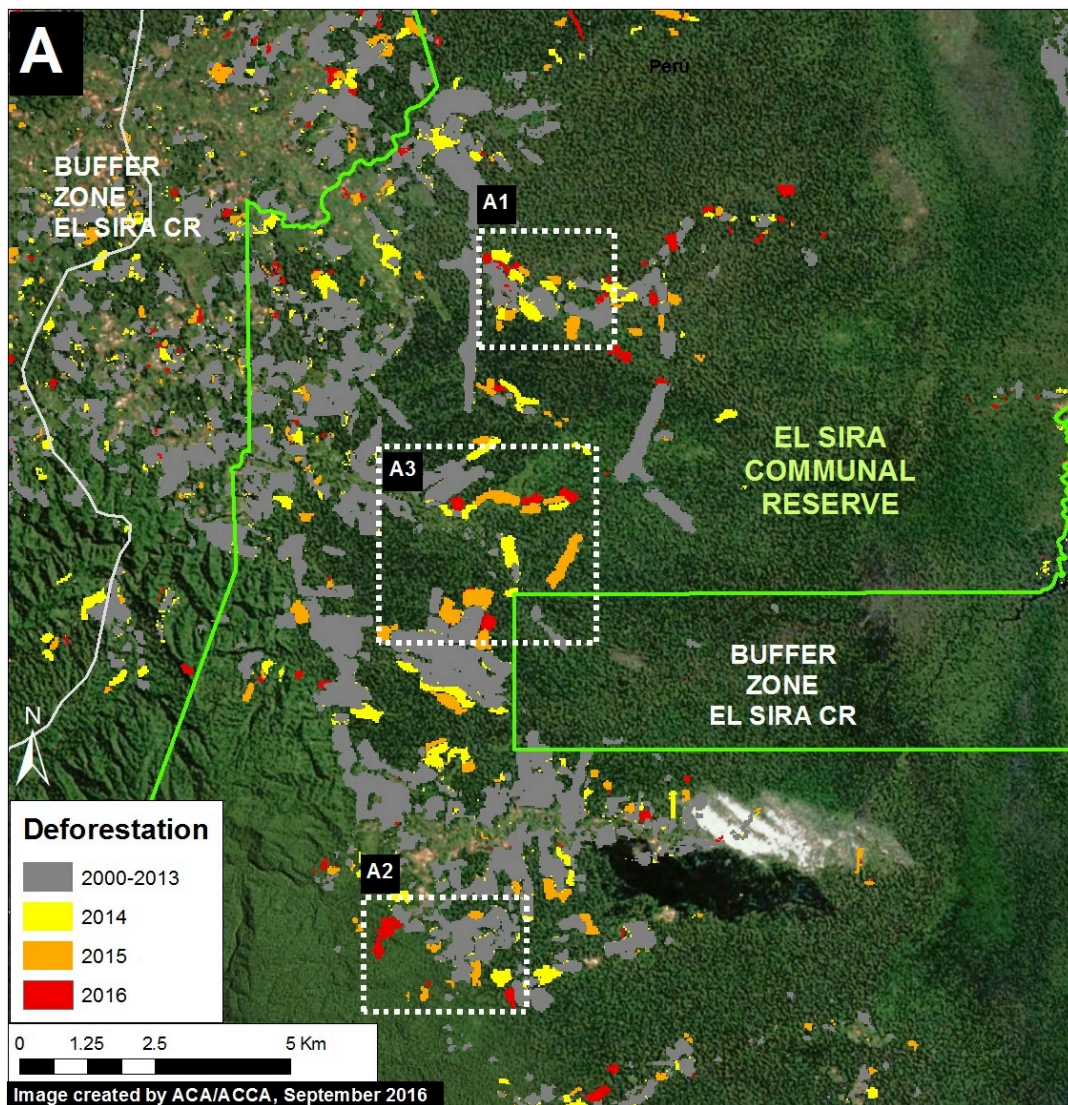 A
Perú
BUFFER
ZONE
EL SIRA CR
A1
EL SIRA
COMMUNAL
RESERVE
A3
BUFFER
ZONE
EL SIRA CR
N
Deforestation
2000-2013
2014
2015
2016
A2
0 1.25 2.5 5 Km
Image created by ACA/ACCA, September 2016